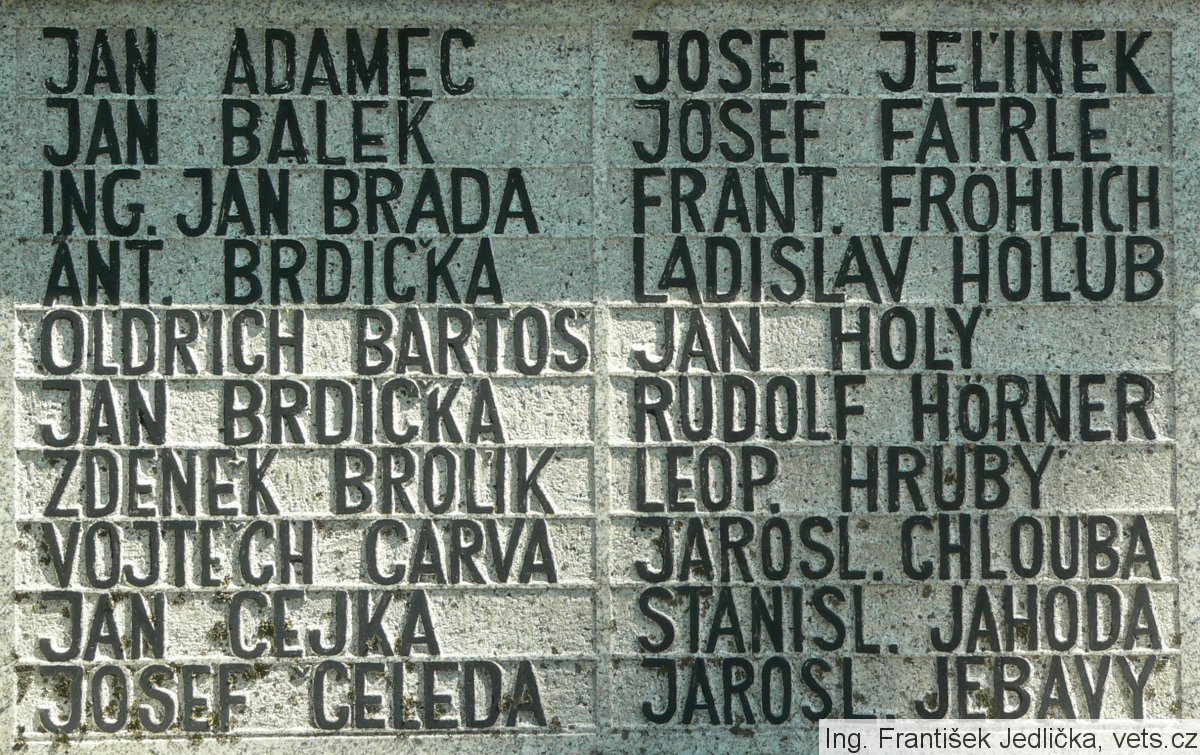 JAN ADAMEC
JAN BALEK
ING. JAN BRADA
ANT. BRDIČKA
OLDŘICH BARTOŠ
JAN BRDIČKA
ZDENĚK BROLÍK
VOJTĚCH CARVA
JAN CEJKA
JOSEF ČELEDA
JOSEF JELÍNEK
JOSEF FATRLE
FRANT. FRÖHLICH
LADISLAV HOLUB
JAN HOLÝ
RUDOLF HÖRNER
LEOP. HRUBÝ
JAROSL. CHLOUBA
STANISL. JAHODA
JAROSL. JEBAVÝ
Ing. František Jedlička, vets.cz